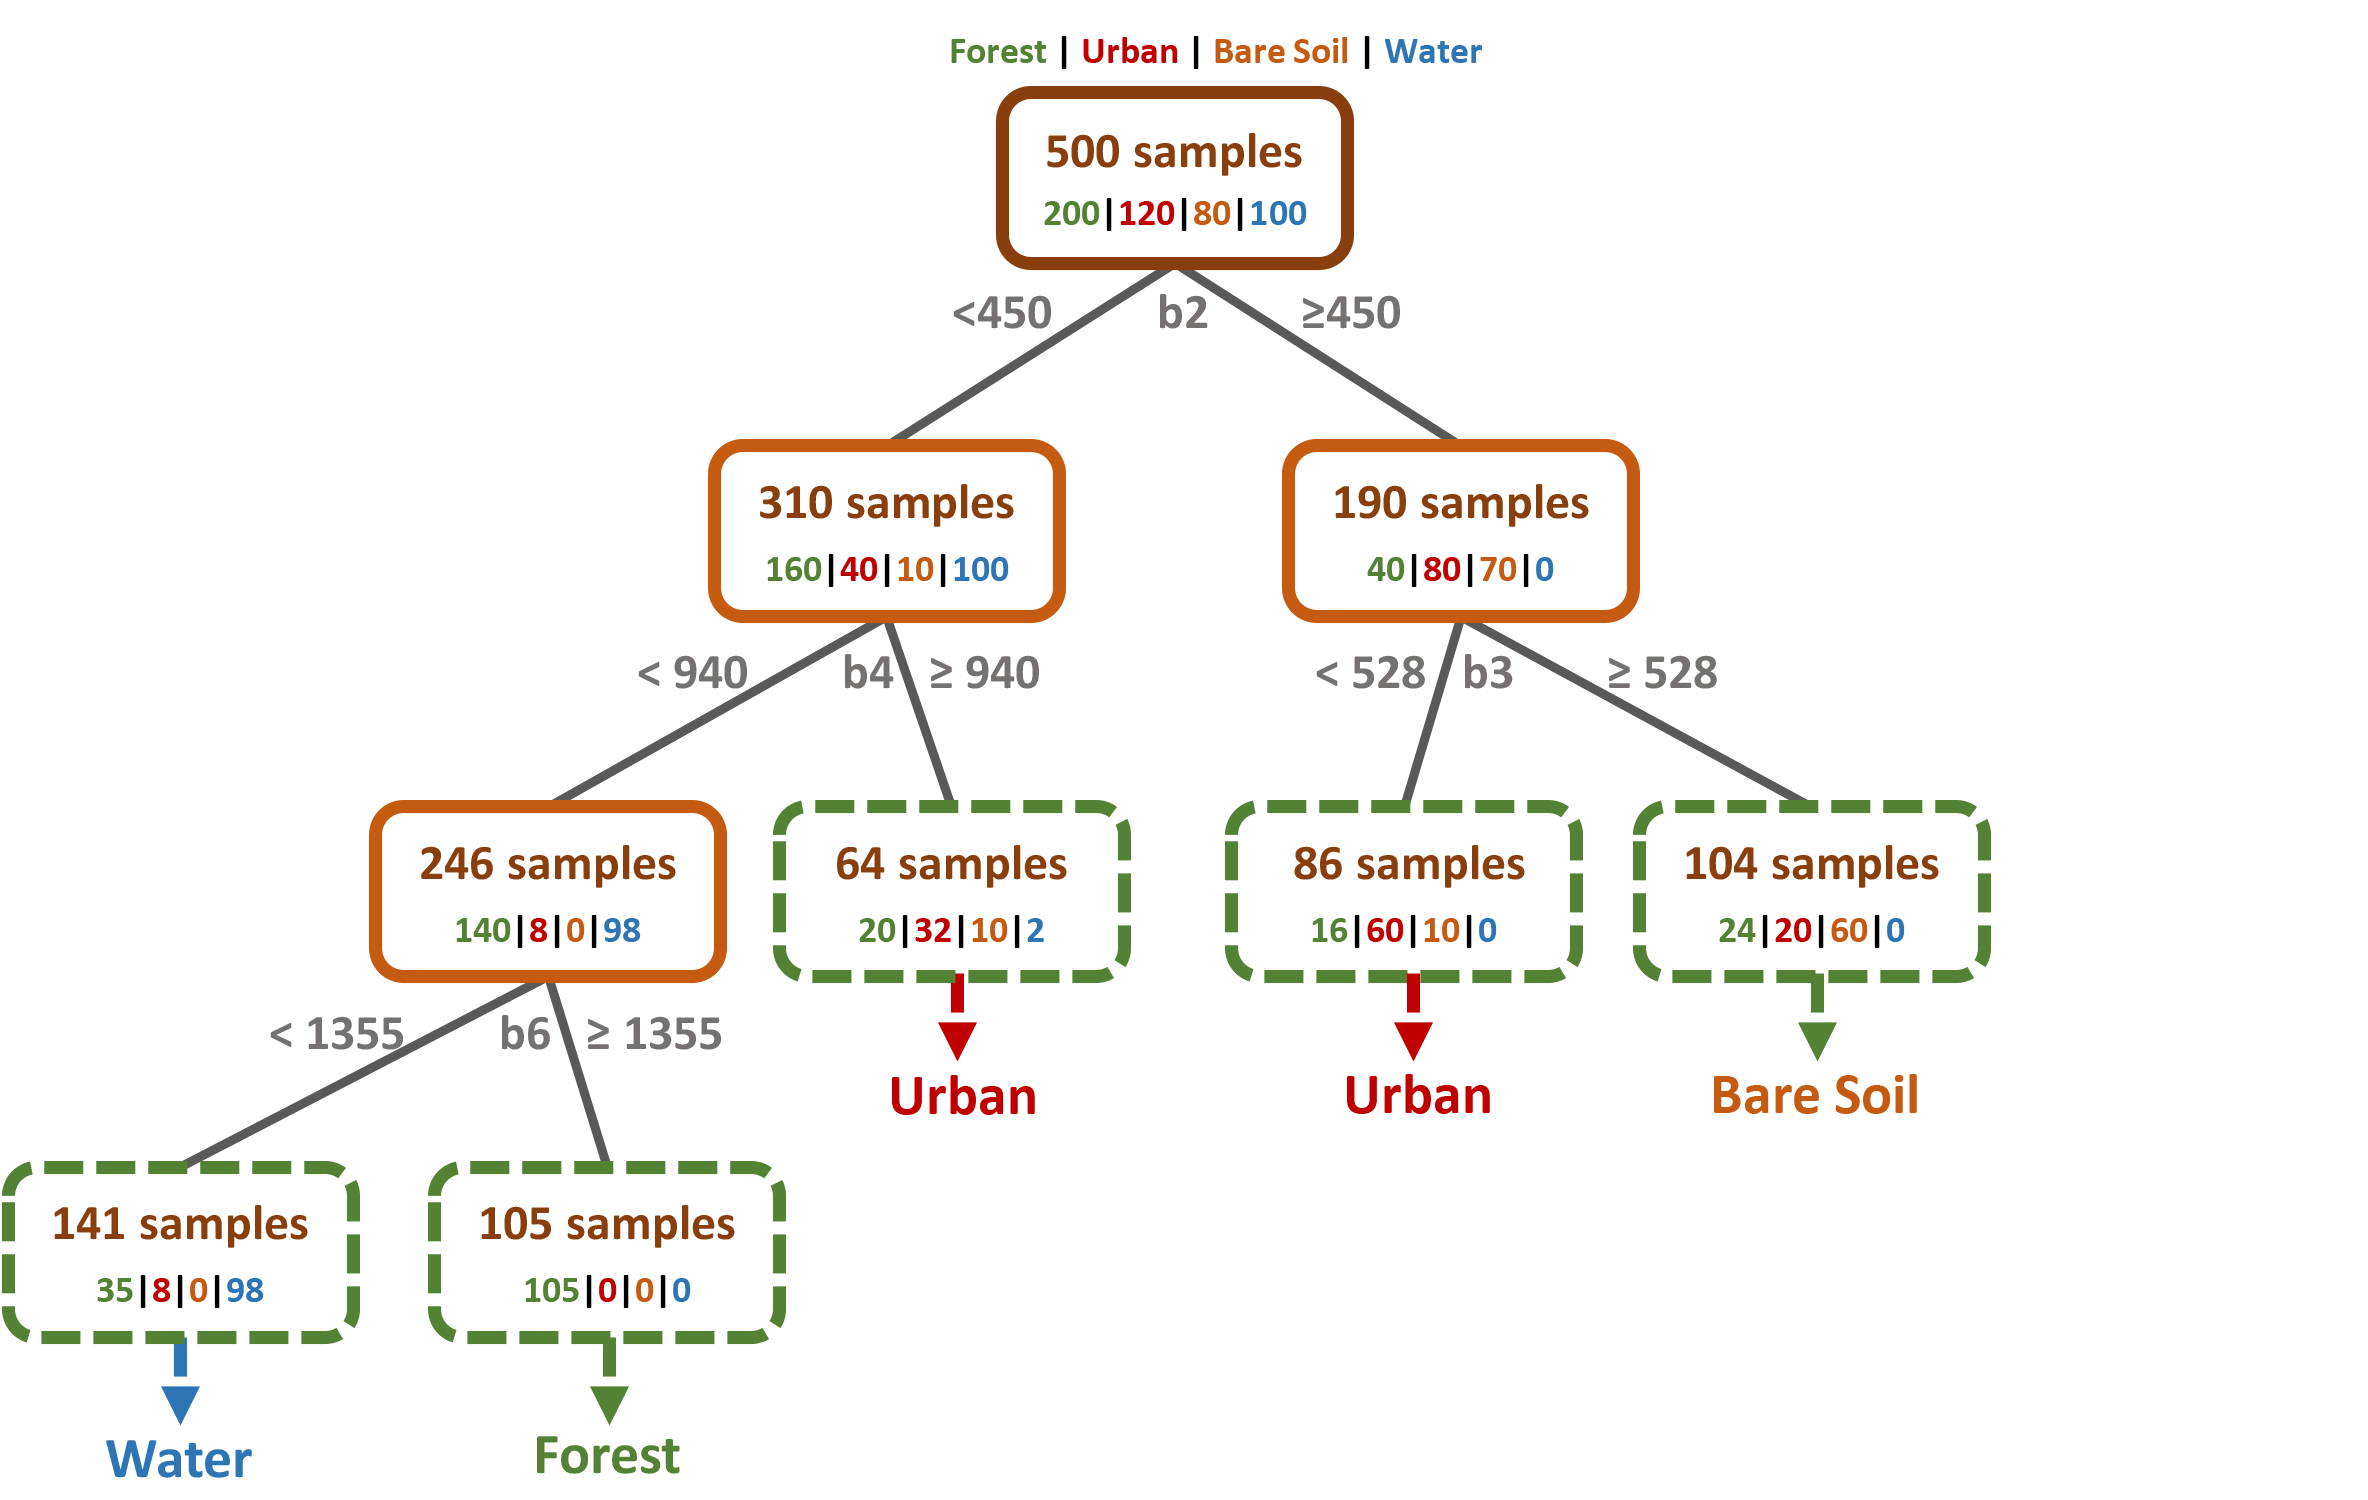 Forest | Urban | Bare Soil | Water
500 samples
200|120|80|100
<450 b2 ≥450
310 samples
160|40|10|100
190 samples
40|80|70|0
< 940 b4 ≥ 940
< 528 b3 ≥ 528
246 samples
140|8|0|98
64 samples
20|32|10|2
86 samples
16|60|10|0
104 samples
24|20|60|0
< 1355 b6 ≥ 1355
Urban
Urban
Bare Soil
141 samples
35|8|0|98
105 samples
105|0|0|0
Water
Forest